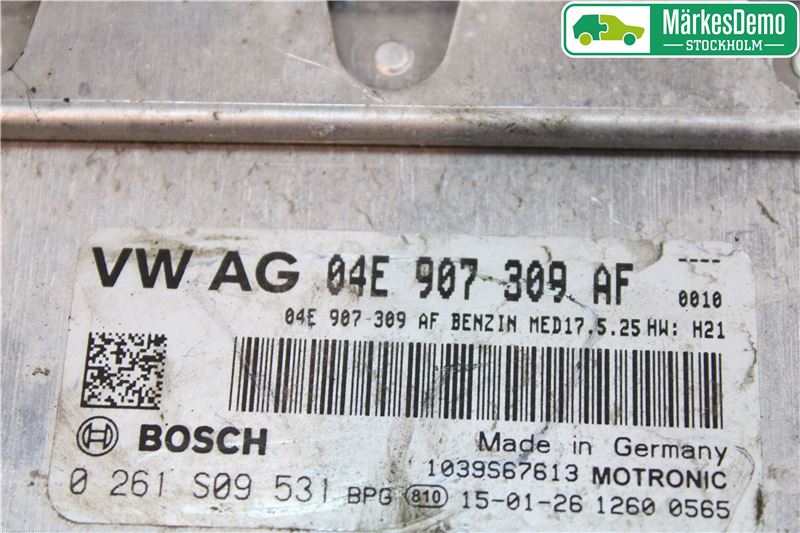 MärkesDemo
STOCKHOLM
VW AG 04E 907 309 AF
----
0010
04E 907 309 AF BENZIN MED17.5.25 HW: H21
BOSCH
Made in Germany
1039S67613 MOTRONIC
0 261 S09 531 BPG 810 15-01-26 1260 0565